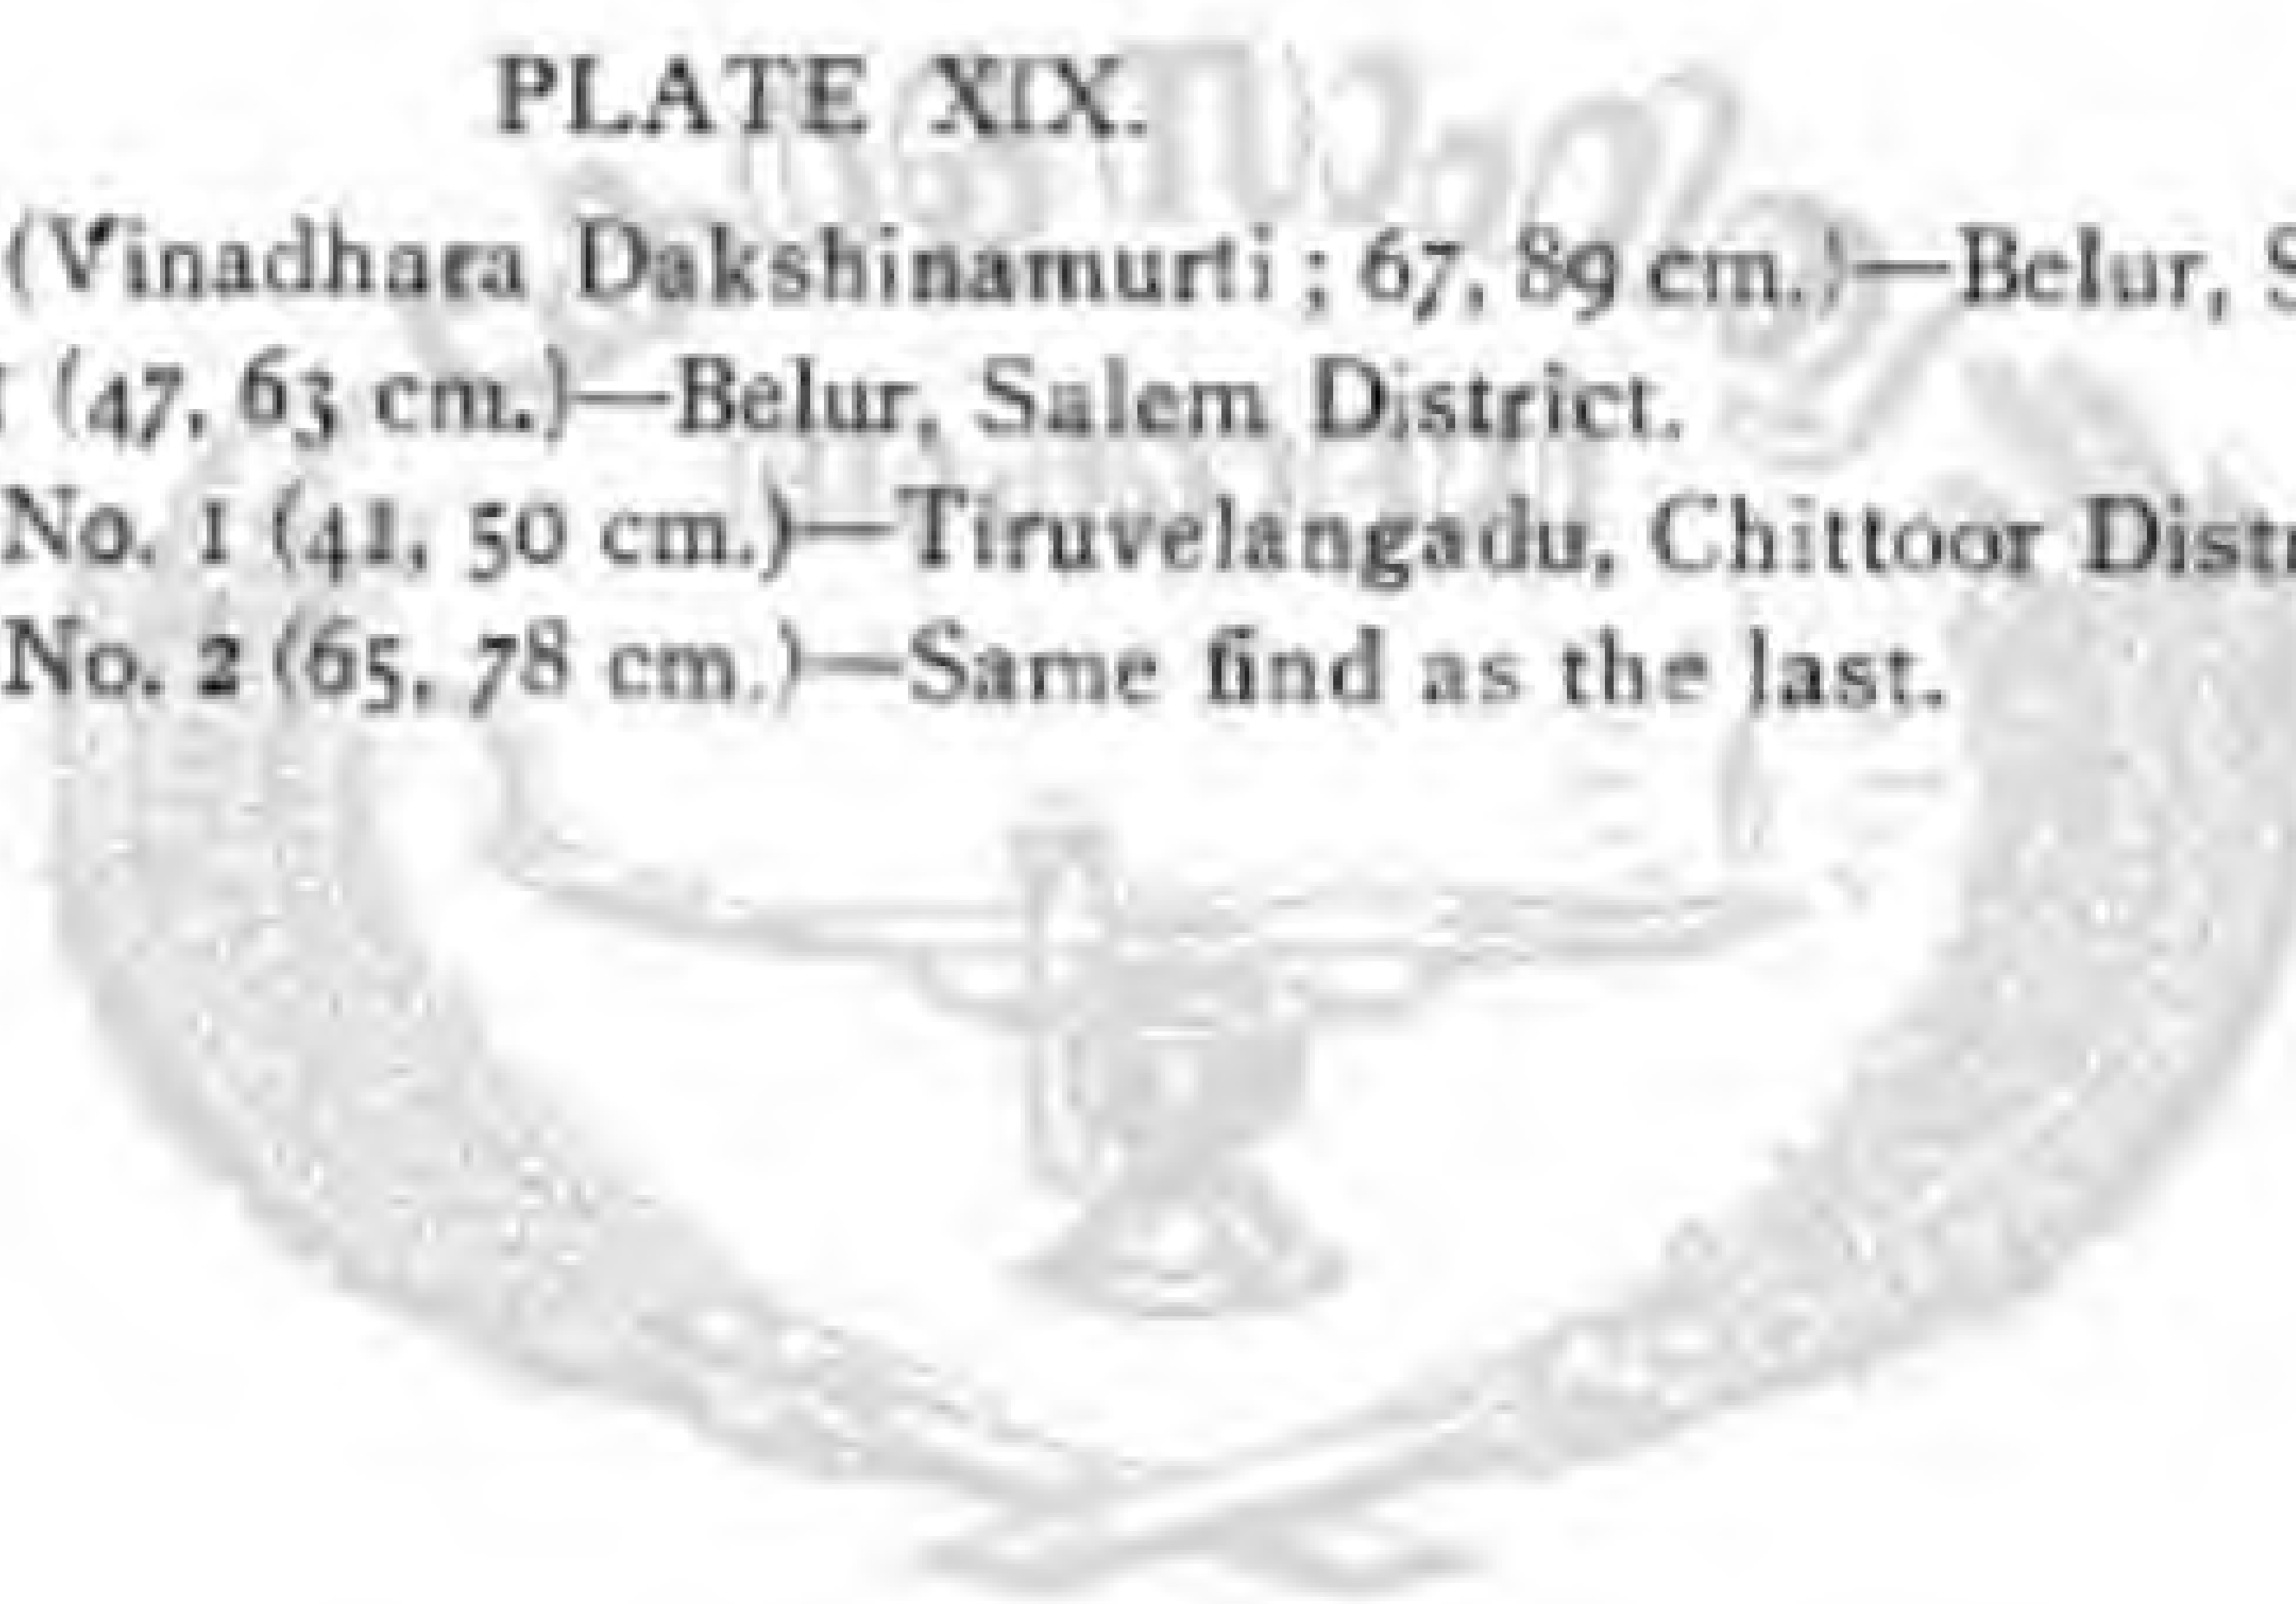 PLATE XIX.
(Vinadhara Dakshinamurti ; 67, 89 cm.)—Belur, S
(47, 63 cm.)—Belur, Salem District.
No. 1 (41, 50 cm.)—Tiruvelangadu, Chittoor Distr
No. 2 (65, 78 cm.)—Same find as the last.